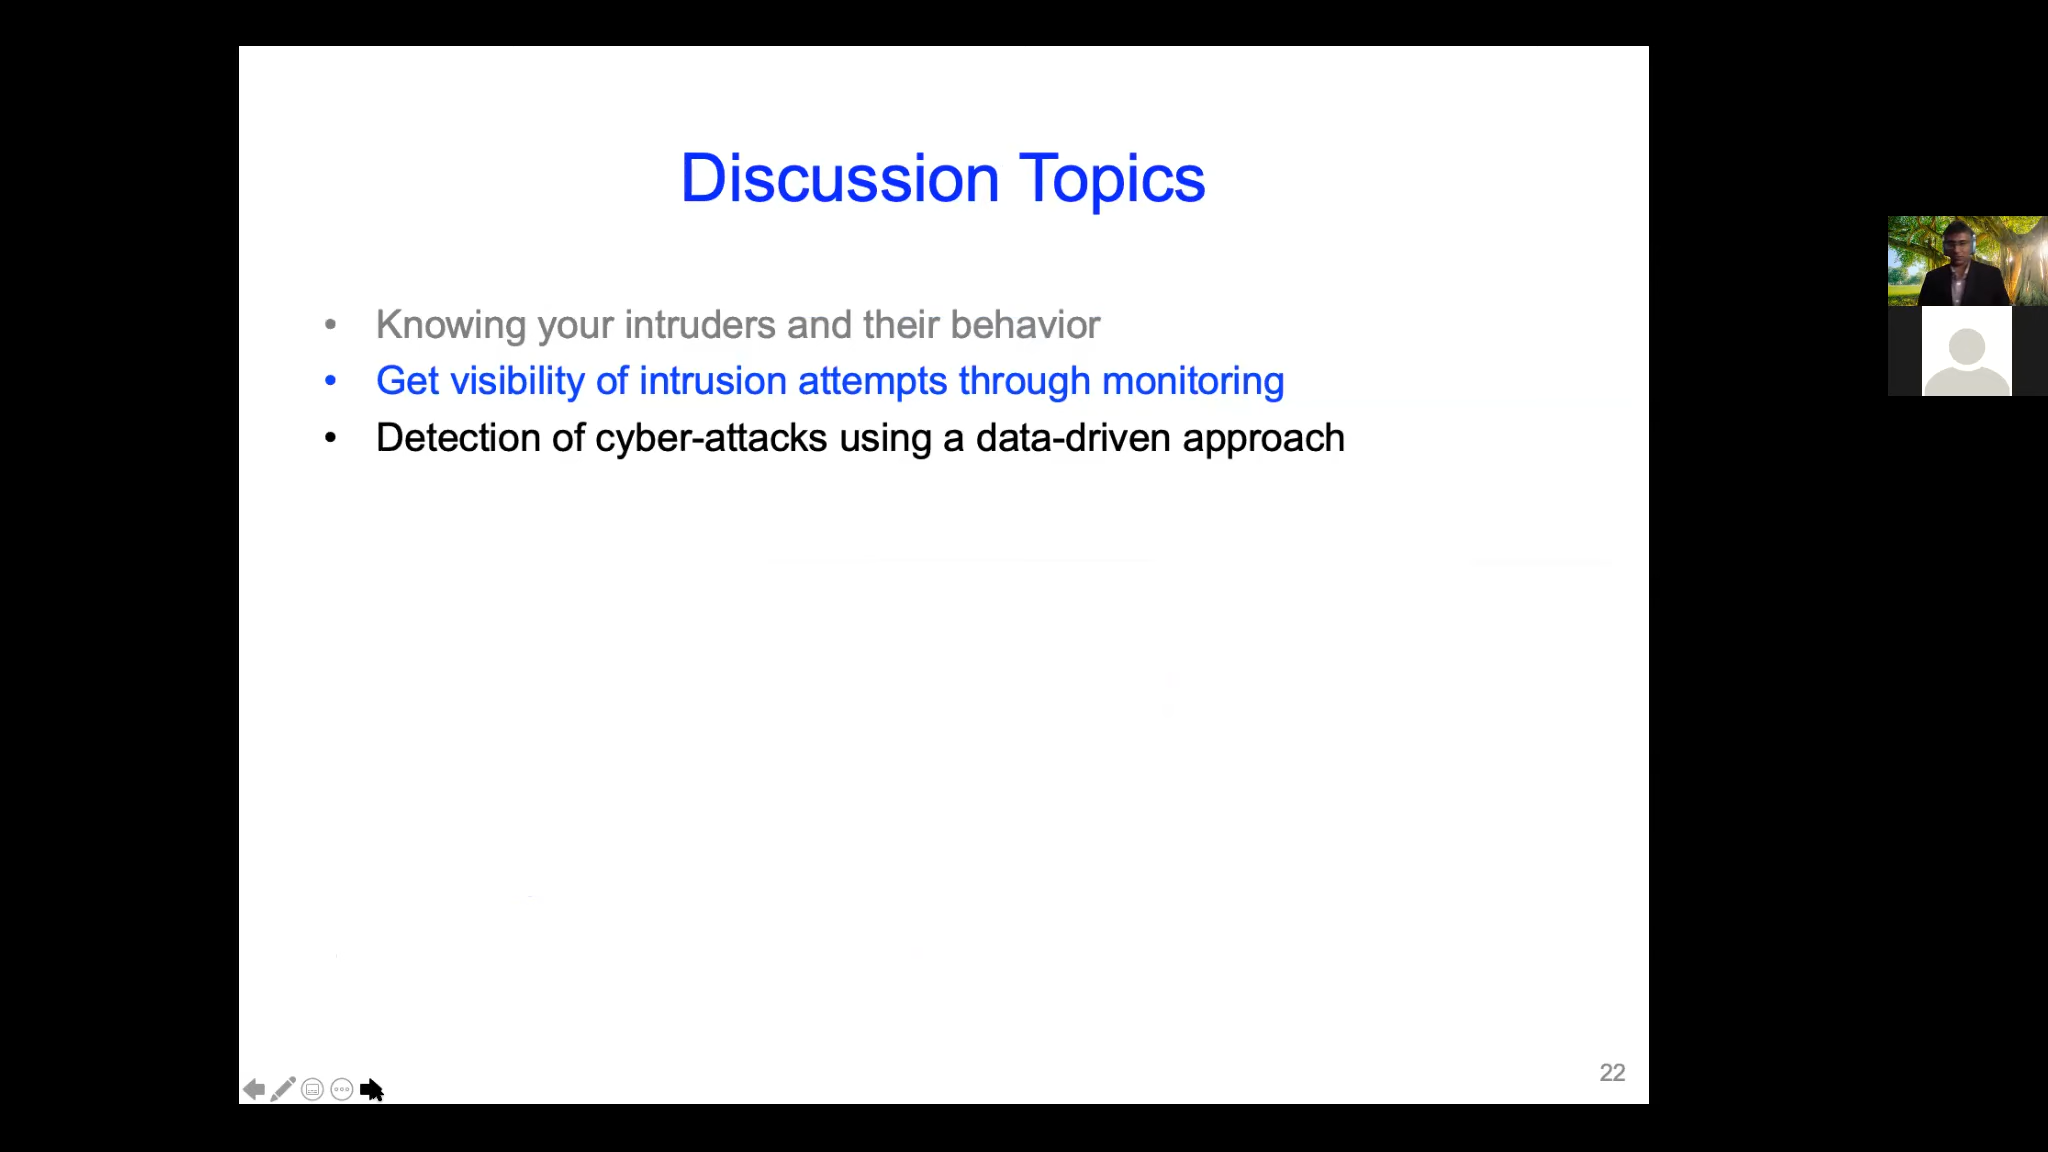 Discussion Topics
• Knowing your intruders and their behavior
• Get visibility of intrusion attempts through monitoring
• Detection of cyber-attacks using a data-driven approach
22